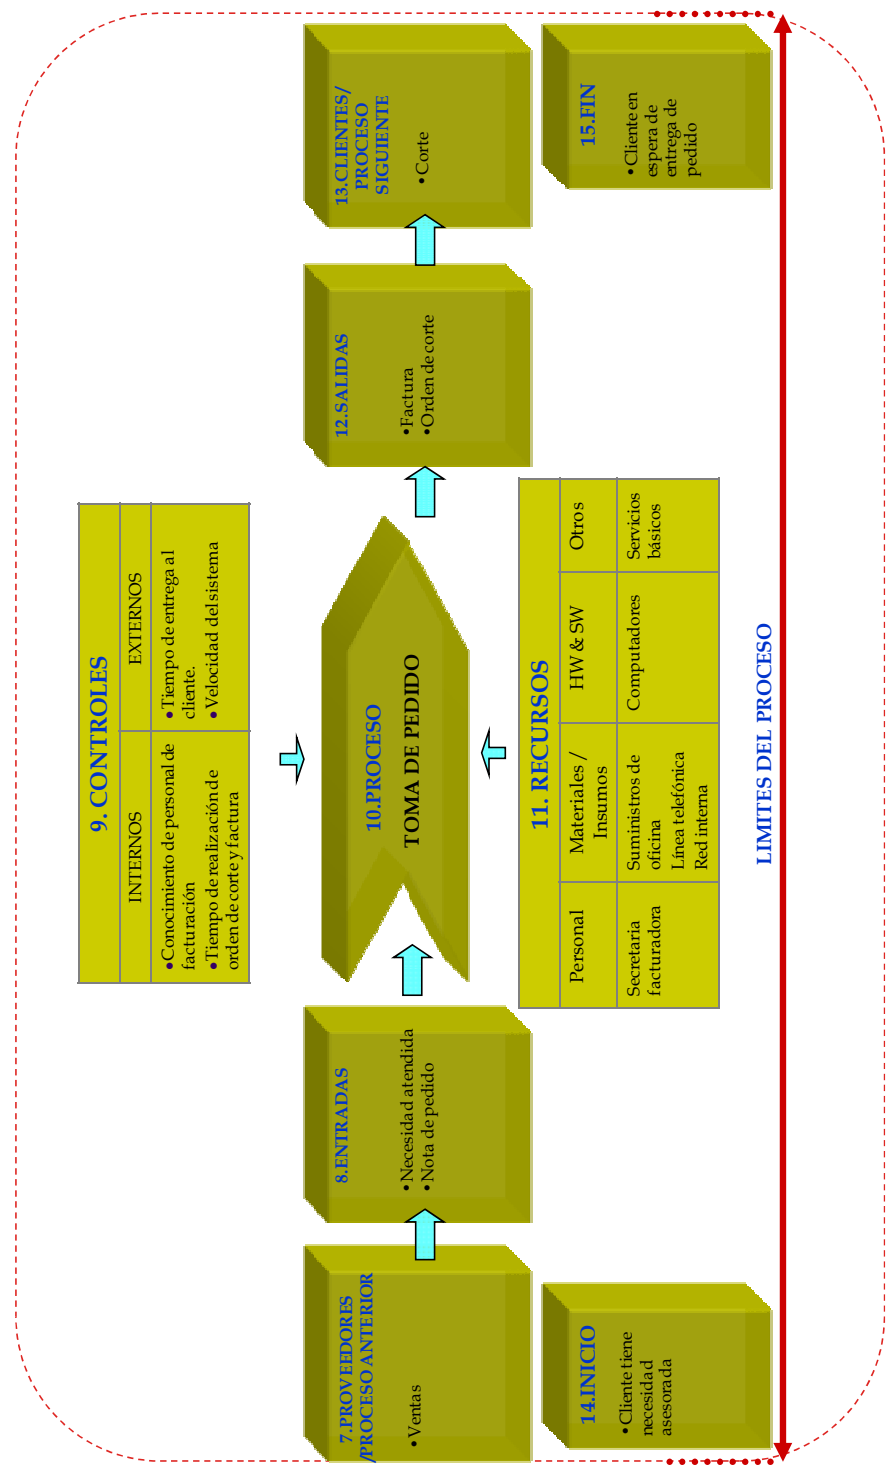 9. CONTROLES
INTERNOS
EXTERNOS
•Conocimiento de personal de
facturación
•Tiempo de realización de
orden de corte y factura
•Tiempo de entrega al
cliente.
•Velocidad del sistema
7.PROVEEDORES
/PROCESO ANTERIOR
•Ventas
8.ENTRADAS
•Necesidad atendida
•Nota de pedido
10.PROCESO
TOMA DE PEDIDO
12.SALIDAS
•Factura
•Orden de corte
13.CLIENTES/
PROCESO
SIGUIENTE
•Corte
11. RECURSOS
Personal
Materiales /
Insumos
HW & SW
Otros
Secretaria
facturadora
Suministros de
oficina
Línea telefónica
Red interna
Computadores
Servicios
básicos
14.INICIO
•Cliente tiene
necesidad
asesorada
15.FIN
•Cliente en
espera de
entrega de
pedido
LIMITES DEL PROCESO